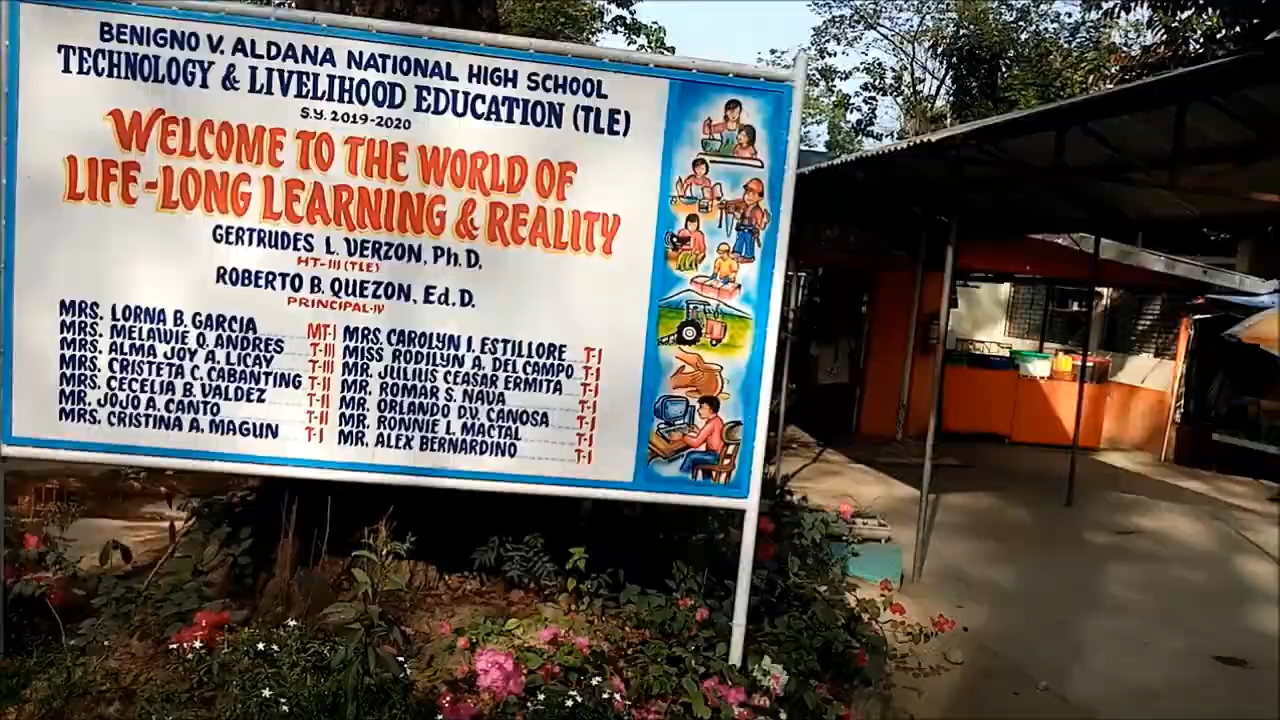 BENIGNO V. ALDANA NATIONAL HIGH SCHOOL
TECHNOLOGY & LIVELIHOOD EDUCATION (TLE)
S.Y. 2019-2020
WELCOME TO THE WORLD OF
LIFE-LONG LEARNING & REALITY
GERTRUDES L. VERZON, Ph.D.
HT-III (TLE)
ROBERTO B. QUEZON, Ed.D.
PRINCIPAL-IV
MRS. LORNA B. GARCIA MT-I
MRS. MELAWIE Q. ANDRES T-III
MRS. ALMA JOY A. LICAY T-III
MRS. CRISTETA C. CABANTING T-II
MRS. CECELIA B. VALDEZ T-II
MR. JOJO A. CANTO T-II
MRS. CRISTINA A. MAGUN T-I
MRS. CAROLYN I. ESTILLORE T-I
MISS RODILYN A. DEL CAMPO T-I
MR. JULIUS CEASAR ERMITA T-I
MR. ROMAR S. NAVA T-I
MR. ORLANDO D.V. CANOSA T-I
MR. RONNIE L. MACTAL T-I
MR. ALEX BERNARDINO T-I